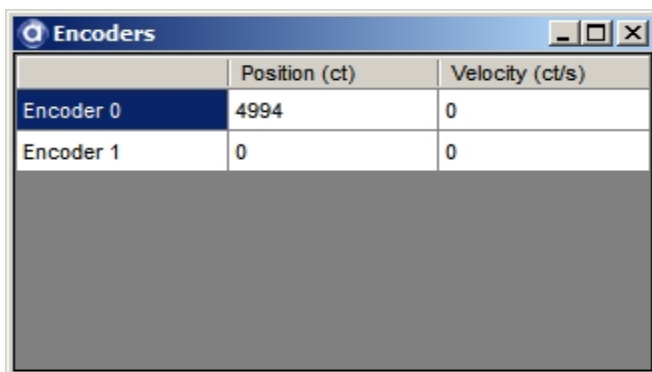 Encoders
Position (ct) Velocity (ct/s)
Encoder 0 4994 0
Encoder 1 0 0